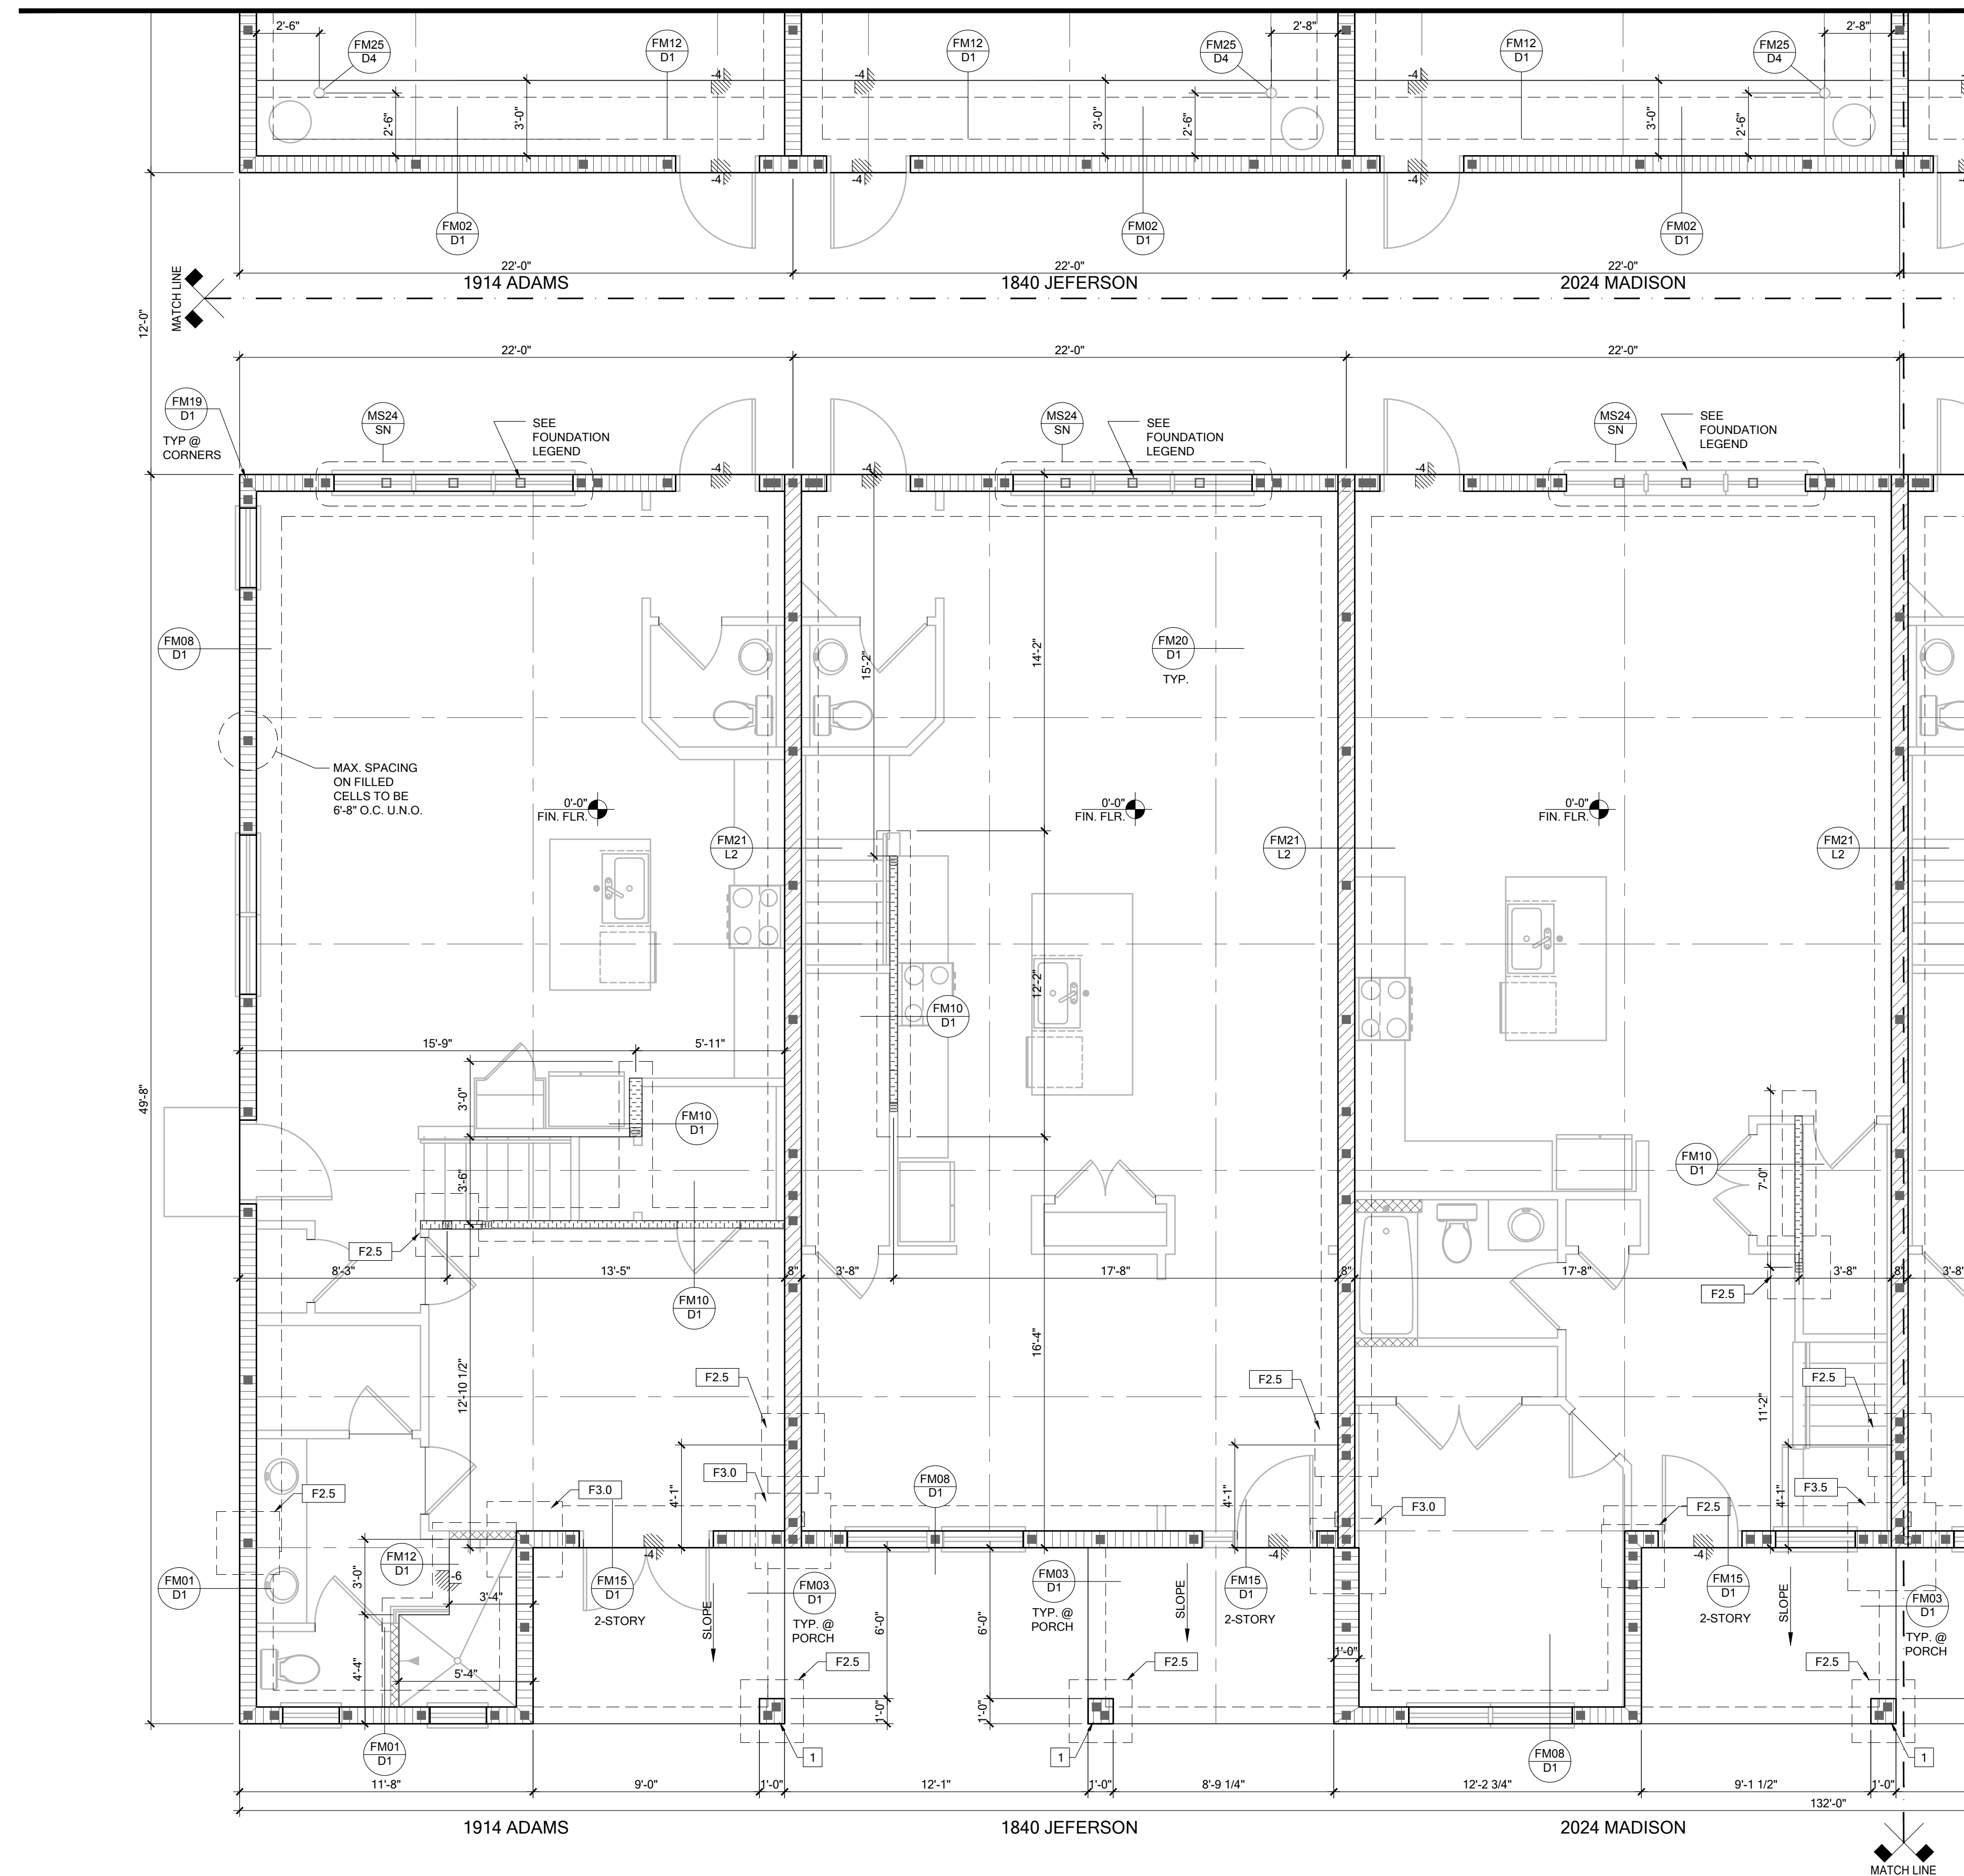 2'-6"
FM25
D4
FM12
D1
-4
2'-6"
3'-0"
-4
FM02
D1
FM12
D1
FM25
D4
2'-8"
-4
3'-0"
2'-6"
-4
FM02
D1
FM12
D1
FM25
D4
2'-8"
-4
3'-0"
2'-6"
-4
FM02
D1
22'-0"
22'-0"
22'-0"
1914 ADAMS
1840 JEFERSON
2024 MADISON
MATCH LINE
12'-0"
22'-0"
22'-0"
22'-0"
FM19
D1
TYP @
CORNERS
MS24
SN
SEE
FOUNDATION
LEGEND
MS24
SN
SEE
FOUNDATION
LEGEND
MS24
SN
SEE
FOUNDATION
LEGEND
-4
-4
-4
FM08
D1
15'-2"
14'-2"
FM20
D1
TYP.
MAX. SPACING
ON FILLED
CELLS TO BE
6'-8" O.C. U.N.O.
0'-0"
FIN. FLR.
0'-0"
FIN. FLR.
0'-0"
FIN. FLR.
FM21
L2
FM21
L2
FM21
L2
12'-2"
FM10
D1
15'-9"
5'-11"
49'-8"
3'-0"
FM10
D1
3'-6"
FM10
D1
7'-0"
F2.5
8'-3"
13'-5"
8"
3'-8"
17'-8"
8"
17'-8"
3'-8"
8"
3'-8"
F2.5
FM10
D1
12'-10 1/2"
16'-4"
11'-2"
F2.5
F2.5
F2.5
F2.5
F3.0
F3.0
4'-1"
FM08
D1
4'-1"
F3.0
F2.5
4'-1"
F3.5
FM01
D1
3'-0"
FM12
D1
-6
3'-4"
-4
FM15
D1
2-STORY
SLOPE
FM03
D1
TYP. @
PORCH
6'-0"
6'-0"
FM03
D1
TYP. @
PORCH
SLOPE
-4
FM15
D1
2-STORY
-4
FM15
D1
2-STORY
SLOPE
FM03
D1
TYP. @
PORCH
4'-4"
5'-4"
F2.5
F2.5
1'-0"
F2.5
1'-0"
1'-0"
FM01
D1
1
1
FM08
D1
1
11'-8"
9'-0"
1'-0"
12'-1"
1'-0"
8'-9 1/4"
12'-2 3/4"
9'-1 1/2"
1'-0"
132'-0"
1914 ADAMS
1840 JEFERSON
2024 MADISON
MATCH LINE